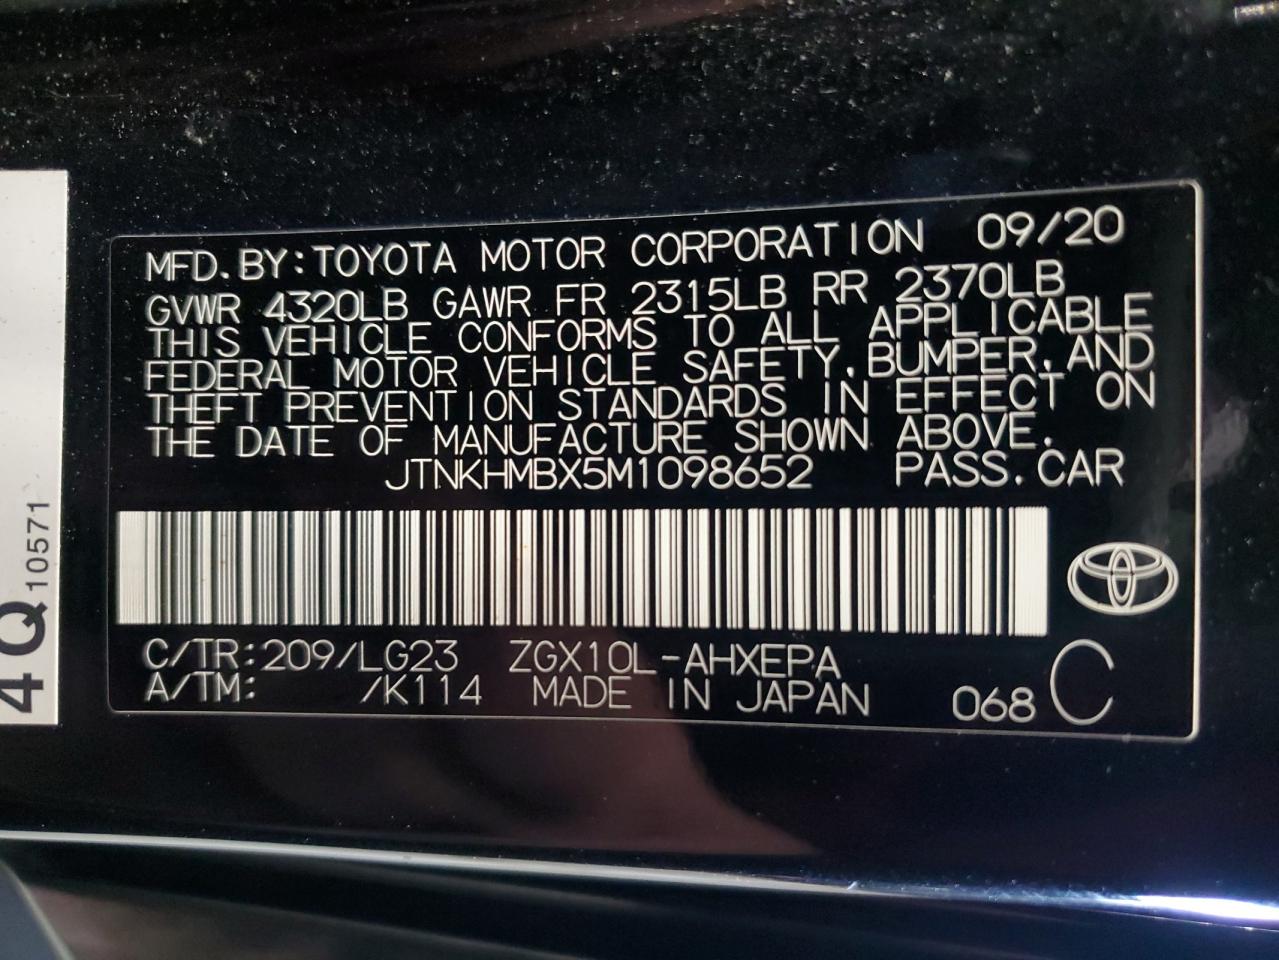 MFD. BY: TOYOTA MOTOR CORPORATION 09/20
GVWR 4320LB GAWR FR 2315LB RR 2370LB
THIS VEHICLE CONFORMS TO ALL APPLICABLE
FEDERAL MOTOR VEHICLE SAFETY, BUMPER, AND
THEFT PREVENTION STANDARDS IN EFFECT ON
THE DATE OF MANUFACTURE SHOWN ABOVE.
JTNKHMBX5M1098652 PASS. CAR
C/TR: 209/LG23 ZGX10L-AHXEPA
A/TM: /K114 MADE IN JAPAN 068 C
4Q 10571